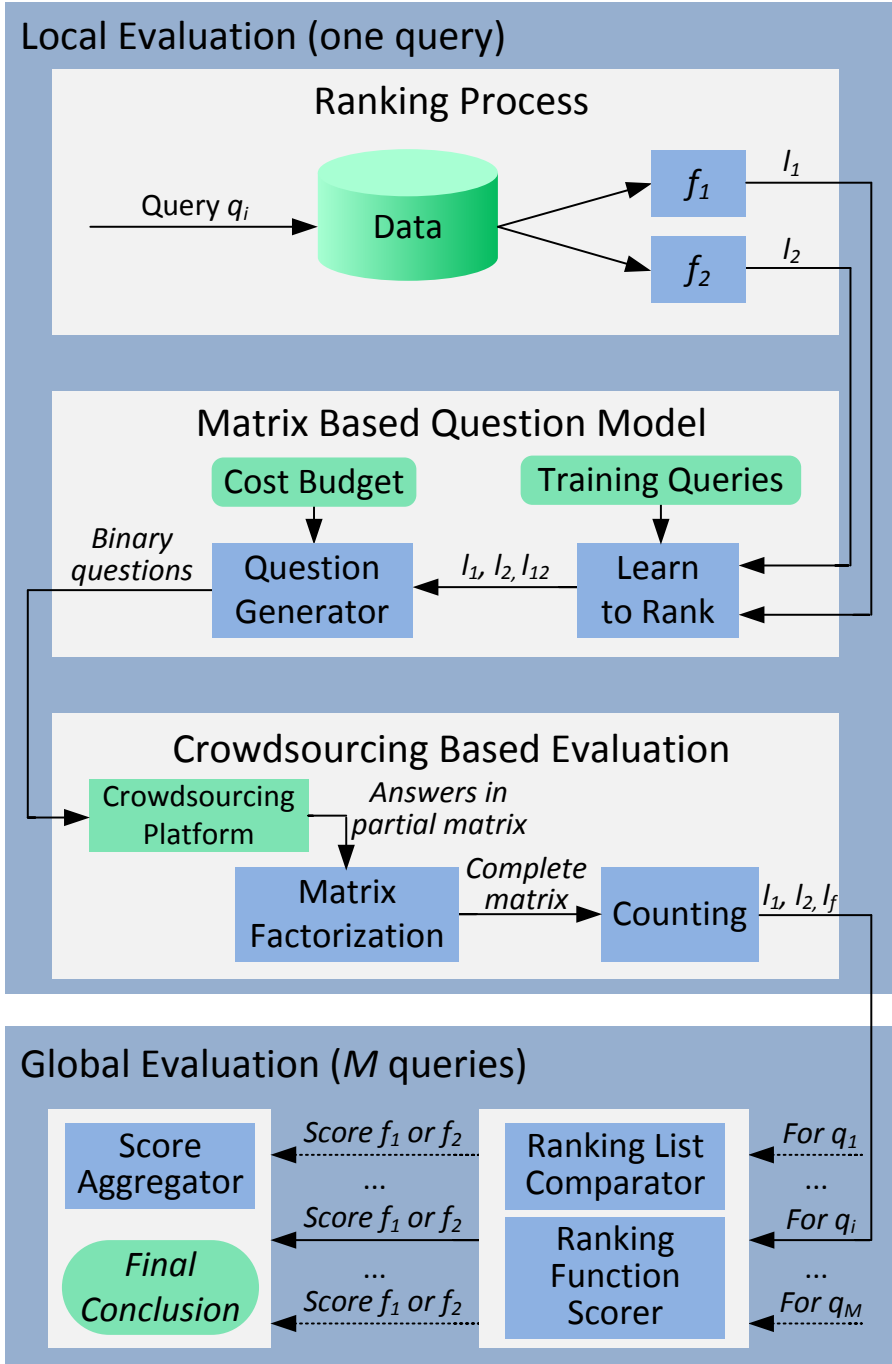 Local Evaluation (one query)
Ranking Process
Query qi
Data
f1
l1
f2
l2
Matrix Based Question Model
Cost Budget
Training Queries
Binary
questions
Question
Generator
l1, l2, l12
Learn
to Rank
Crowdsourcing Based Evaluation
Crowdsourcing
Platform
Answers in
partial matrix
Matrix
Factorization
Complete
matrix
Counting
l1, l2, lf
Global Evaluation (M queries)
Score
Aggregator
Final
Conclusion
Score f1 or f2
...
Score f1 or f2
...
Score f1 or f2
Ranking List
Comparator
Ranking
Function
Scorer
For q1
...
For qi
...
For qM